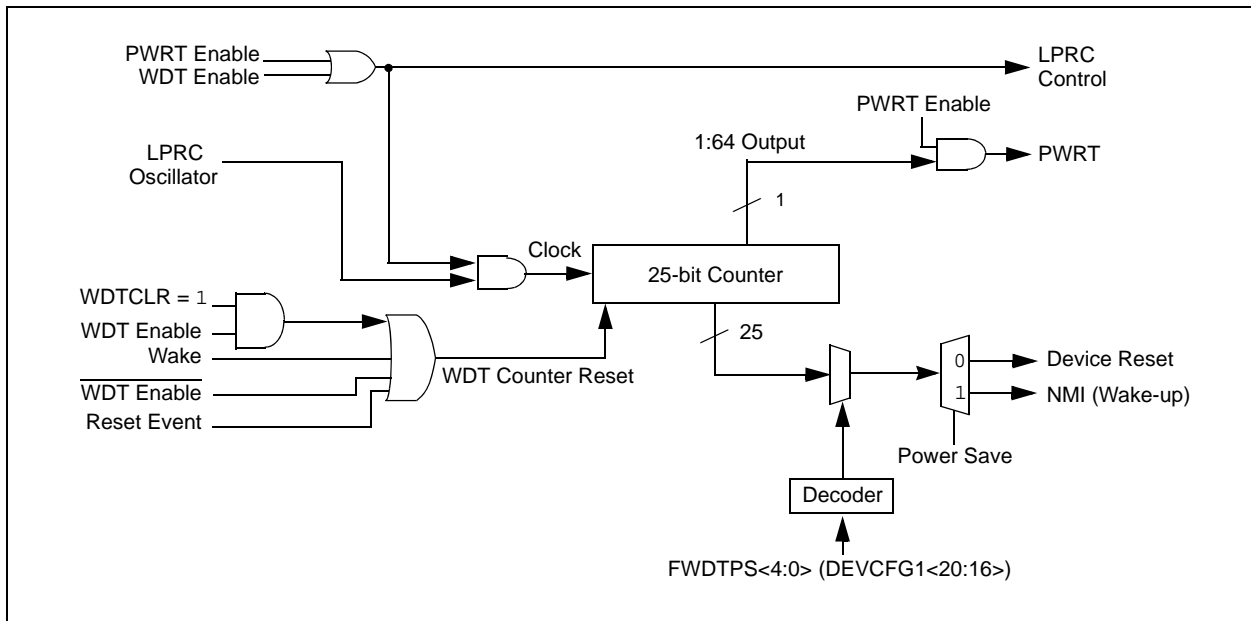 PWRT Enable
WDT Enable
LPRC
Control
PWRT Enable
1:64 Output
PWRT
LPRC
Oscillator
1
Clock
25-bit Counter
WDTCLR = 1
WDT Enable
Wake
WDT Enable
Reset Event
WDT Counter Reset
25
0
1
Device Reset
NMI (Wake-up)
Power Save
Decoder
FWDTPS<4:0> (DEVCFG1<20:16>)